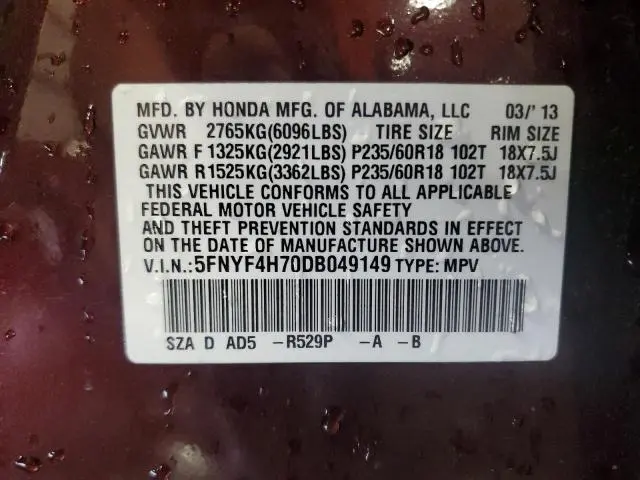 MFD. BY HONDA MFG. OF ALABAMA, LLC 03/'13
GVWR 2765KG(6096LBS) TIRE SIZE RIM SIZE
GAWR F 1325KG(2921LBS) P235/60R18 102T 18X7.5J
GAWR R1525KG(3362LBS) P235/60R18 102T 18X7.5J
THIS VEHICLE CONFORMS TO ALL APPLICABLE
FEDERAL MOTOR VEHICLE SAFETY
AND THEFT PREVENTION STANDARDS IN EFFECT
ON THE DATE OF MANUFACTURE SHOWN ABOVE.
V.I.N.:5FNYF4H70DB049149 TYPE: MPV
SZA D AD5 -R529P -A -B